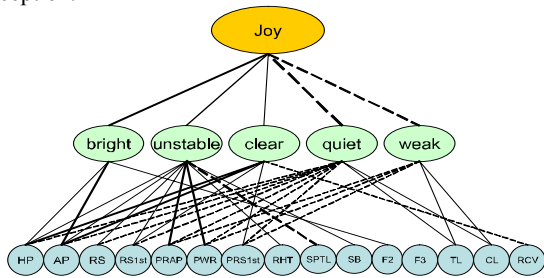 Joy
bright unstable clear quiet weak
HP AP RS RS1st PRAP PWR PRS1st RHT SPTL SB F2 F3 TL CL RCV